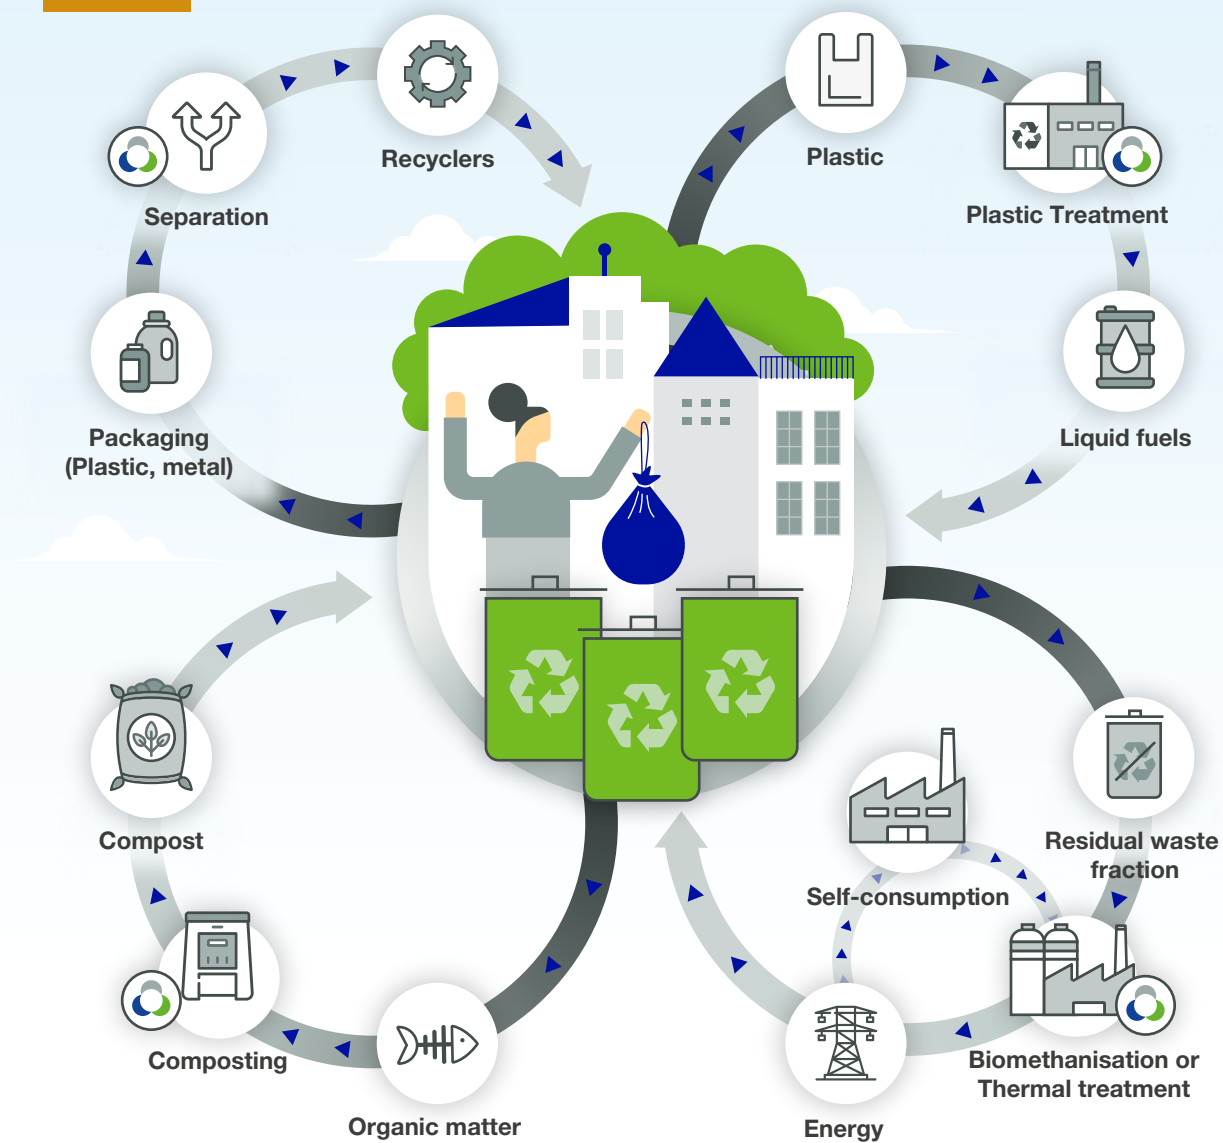 Recyclers
Plastic
Separation
Plastic Treatment
Packaging
(Plastic, metal)
Liquid fuels
Compost
Residual waste
fraction
Self-consumption
Composting
Biomethanisation or
Thermal treatment
Organic matter
Energy